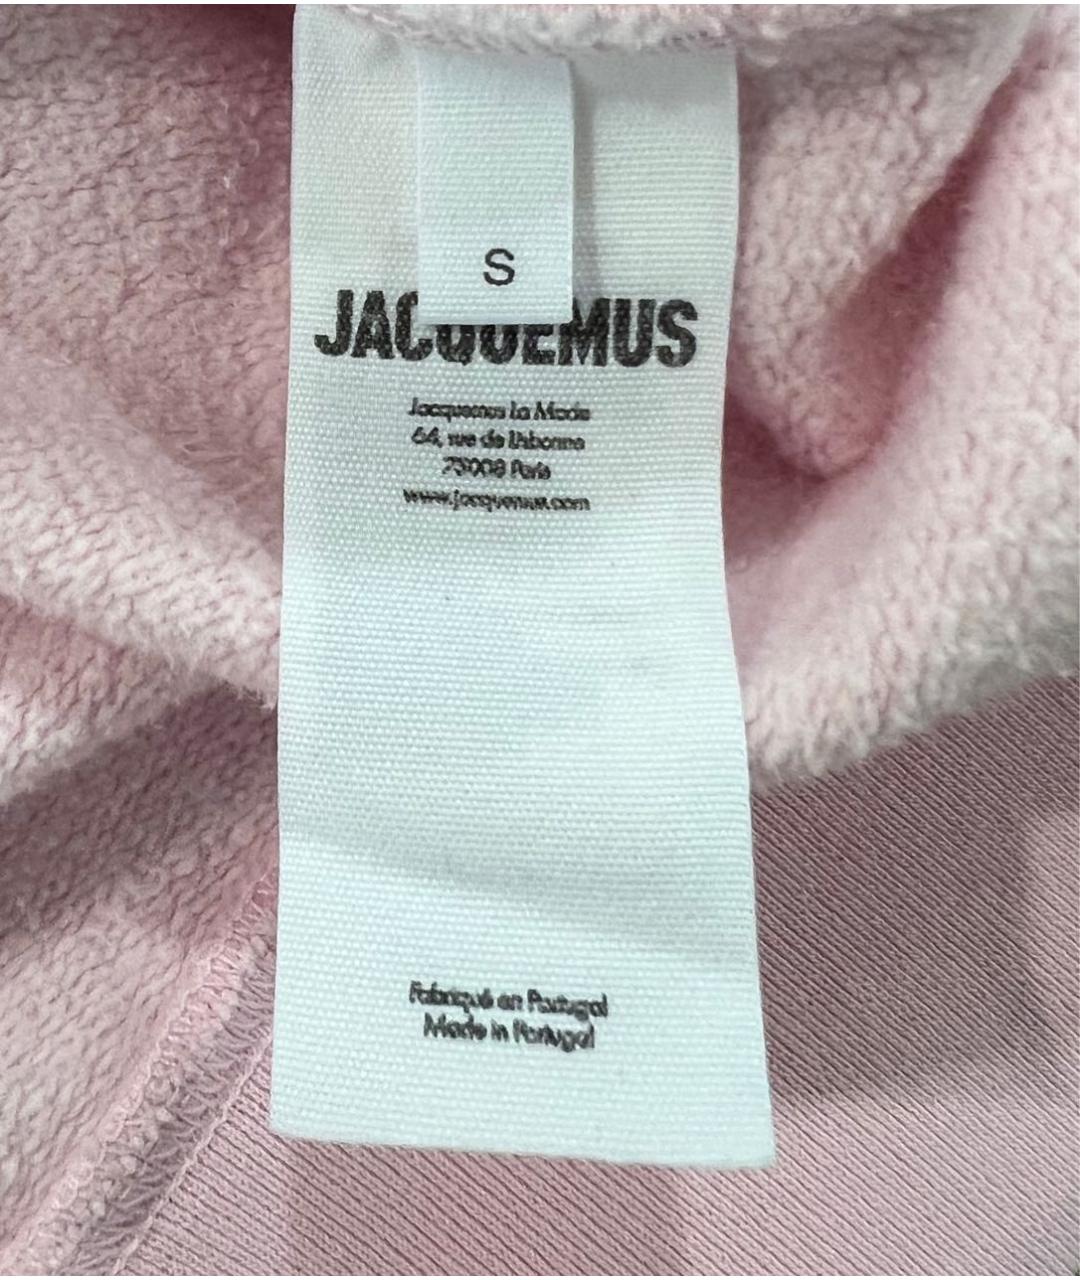 S
JACQUEMUS
Jacquemus La Mode
64, rue de Lisbonne
75008 Paris
www.jacquemus.com
Fabriqué en Portugal
Made in Portugal